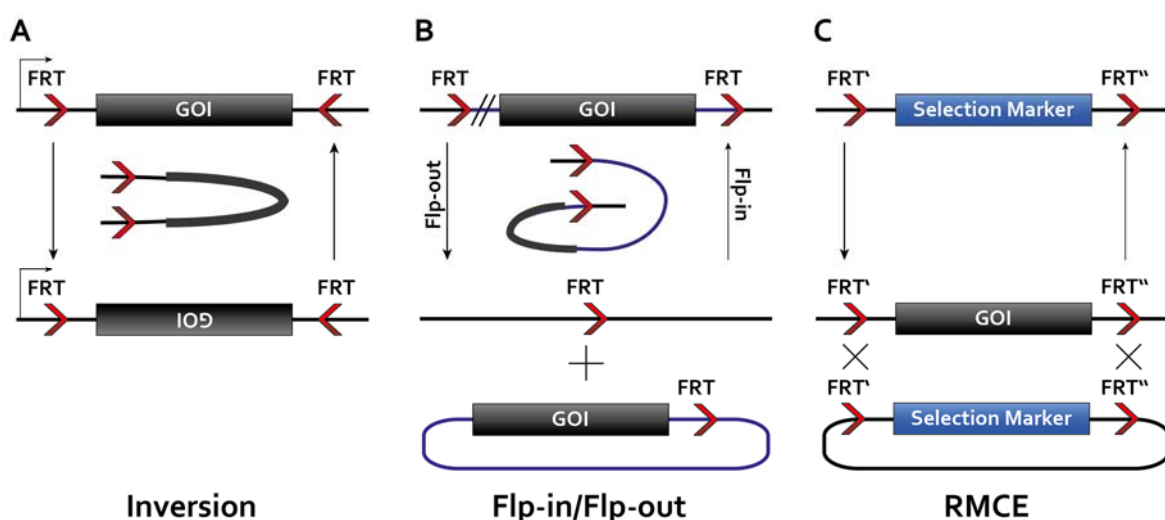 A
FRT
FRT
GOI
FRT
FRT
GOI
Inversion
B
FRT
FRT
GOI
Flp-out
Flp-in
FRT
FRT
GOI
Flp-in/Flp-out
C
FRT'
FRT"
Selection Marker
FRT'
FRT"
GOI
FRT'
FRT"
Selection Marker
RMCE